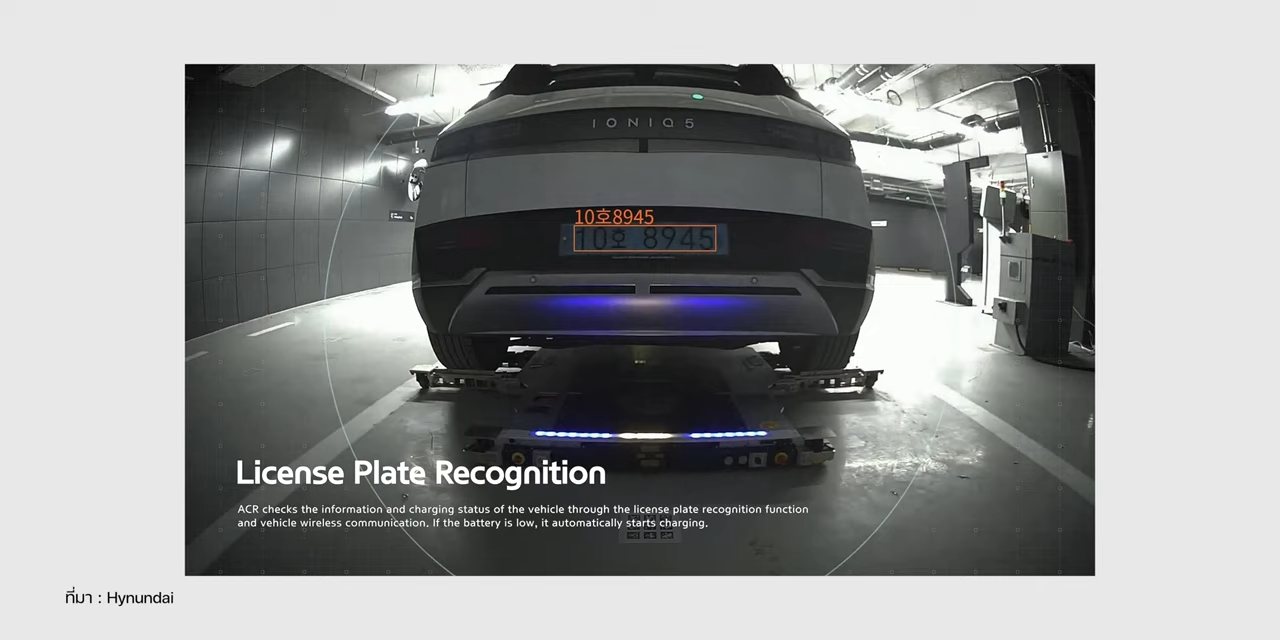 IONIQ5
10호8945
10호 8945
License Plate Recognition
ACR checks the information and charging status of the vehicle through the license plate recognition function
and vehicle wireless communication. If the battery is low, it automatically starts charging.
ที่มา : Hynundai